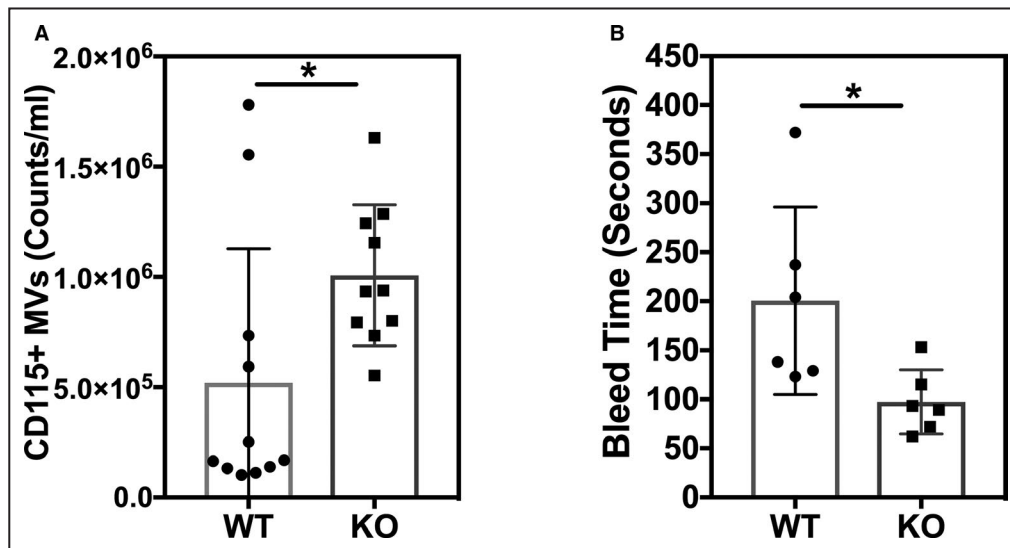 A
CD115+ MVs (Counts/ml)
2.0×10⁶
1.5×10⁶
1.0×10⁶
5.0×10⁵
0.0
*
WT
KO
B
Bleed Time (Seconds)
450
400
350
300
250
200
150
100
50
0
*
WT
KO